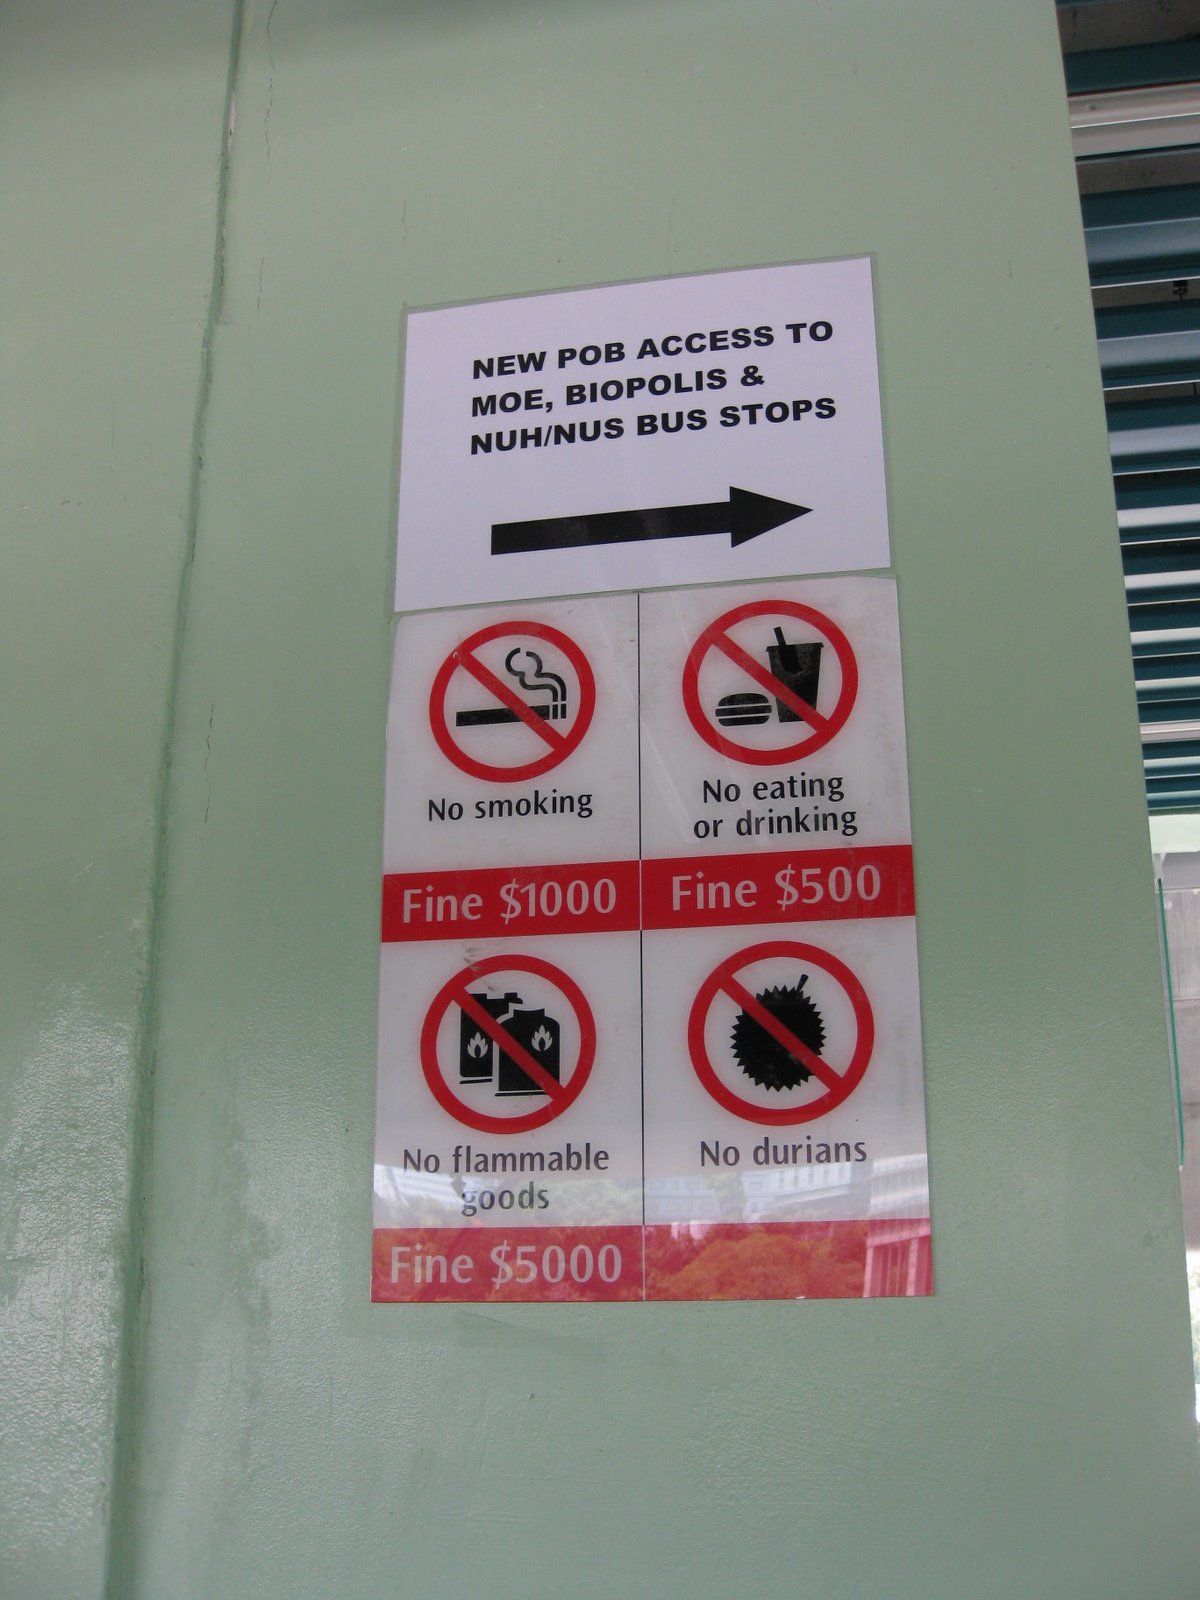 NEW POB ACCESS TO
MOE, BIOPOLIS &
NUH/NUS BUS STOPS
No smoking
Fine $1000
No eating
or drinking
Fine $500
No flammable
goods
Fine $5000
No durians